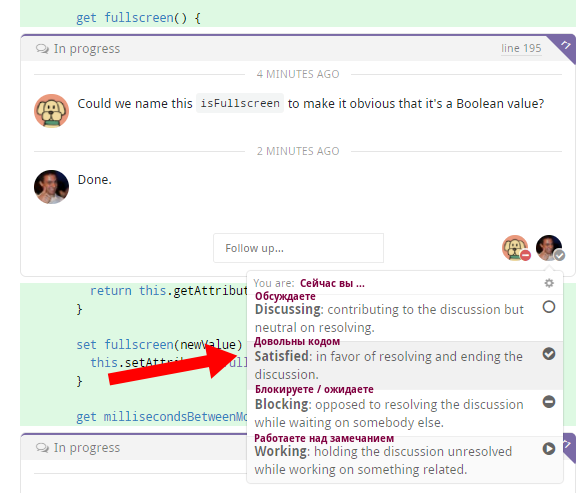 get fullscreen() {
In progress
line 195
4 MINUTES AGO
Could we name this isFullscreen to make it obvious that it's a Boolean value?
2 MINUTES AGO
Done.
Follow up...
You are: Сейчас вы ...
return this.getAttribut
Обсуждаете
Discussing: contributing to the discussion but
neutral on resolving.
}
set fullscreen(newValue)
Довольны кодом
Satisfied: in favor of resolving and ending the
discussion.
this.setAttrib
}
Блокируете / ожидаете
Blocking: opposed to resolving the discussion
while waiting on somebody else.
get millisecondsBetweenMo
Работаете над замечанием
Working: holding the discussion unresolved
while working on something related.
In progress